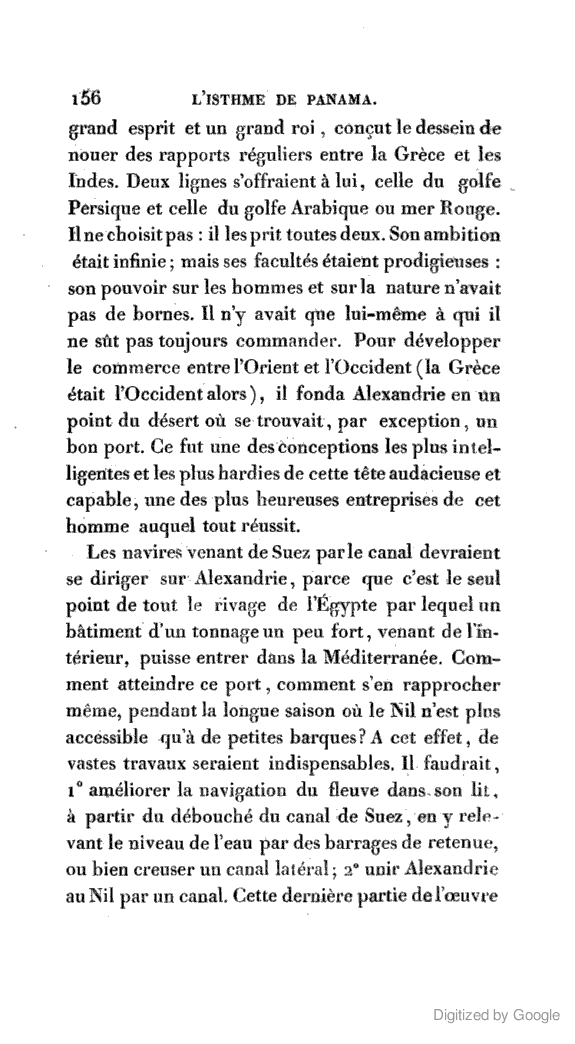 156 L'ISTHME DE PANAMA.
grand esprit et un grand roi, conçut le dessein de
nouer des rapports réguliers entre la Grèce et les
Indes. Deux lignes s'offraient à lui, celle du golfe
Persique et celle du golfe Arabique ou mer Rouge.
Il ne choisit pas : il les prit toutes deux. Son ambition
était infinie; mais ses facultés étaient prodigieuses :
son pouvoir sur les hommes et sur la nature n'avait
pas de bornes. Il n'y avait que lui-même à qui il
ne sût pas toujours commander. Pour développer
le commerce entre l'Orient et l'Occident (la Grèce
était l'Occident alors), il fonda Alexandrie en un
point du désert où se trouvait, par exception, un
bon port. Ce fut une des conceptions les plus intel-
ligentes et les plus hardies de cette tête audacieuse et
capable, une des plus heureuses entreprises de cet
homme auquel tout réussit.
Les navires venant de Suez par le canal devraient
se diriger sur Alexandrie, parce que c'est le seul
point de tout le rivage de l'Égypte par lequel un
bâtiment d'un tonnage un peu fort, venant de l'in-
térieur, puisse entrer dans la Méditerranée. Com-
ment atteindre ce port, comment s'en rapprocher
même, pendant la longue saison où le Nil n'est plus
accessible qu'à de petites barques? A cet effet, de
vastes travaux seraient indispensables. Il faudrait,
1° améliorer la navigation du fleuve dans son lit,
à partir du débouché du canal de Suez, en y rele-
vant le niveau de l'eau par des barrages de retenue,
ou bien creuser un canal latéral; 2° unir Alexandrie
au Nil par un canal. Cette dernière partie de l'œuvre
Digitized by Google